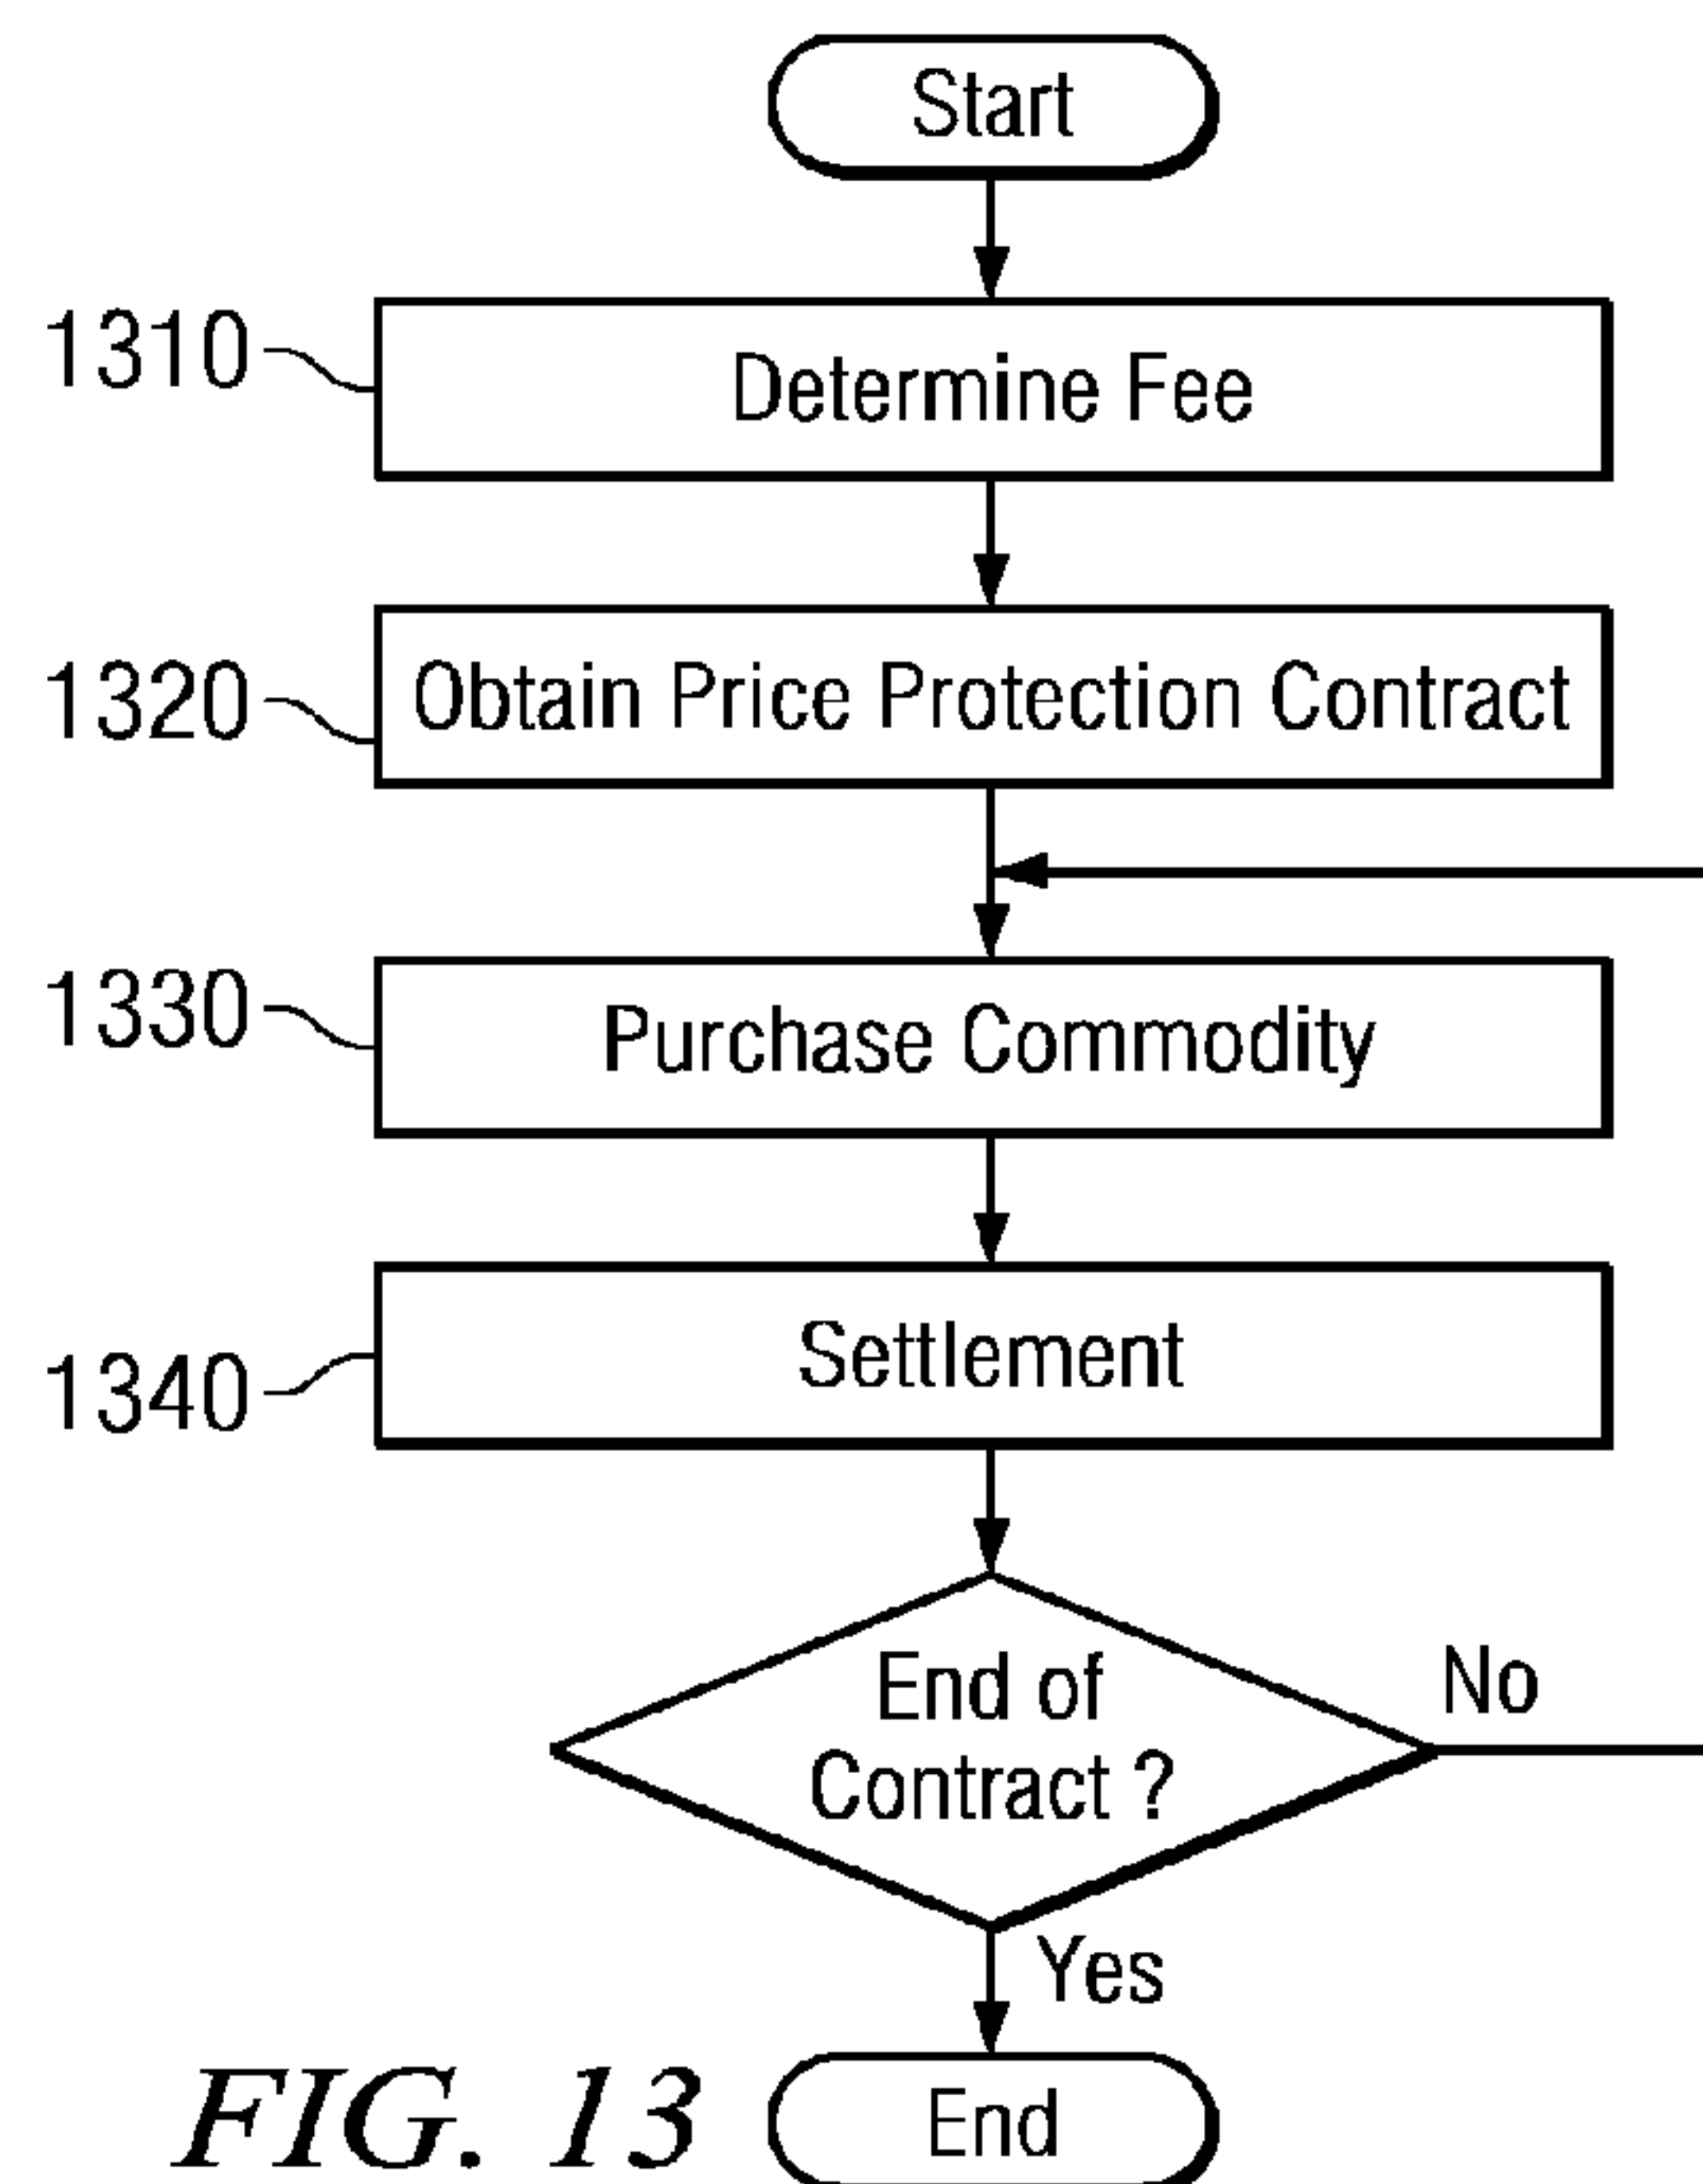 Start
1310
Determine Fee
1320
Obtain Price Protection Contract
1330
Purchase Commodity
1340
Settlement
End of
Contract ?
No
Yes
End
FIG. 13